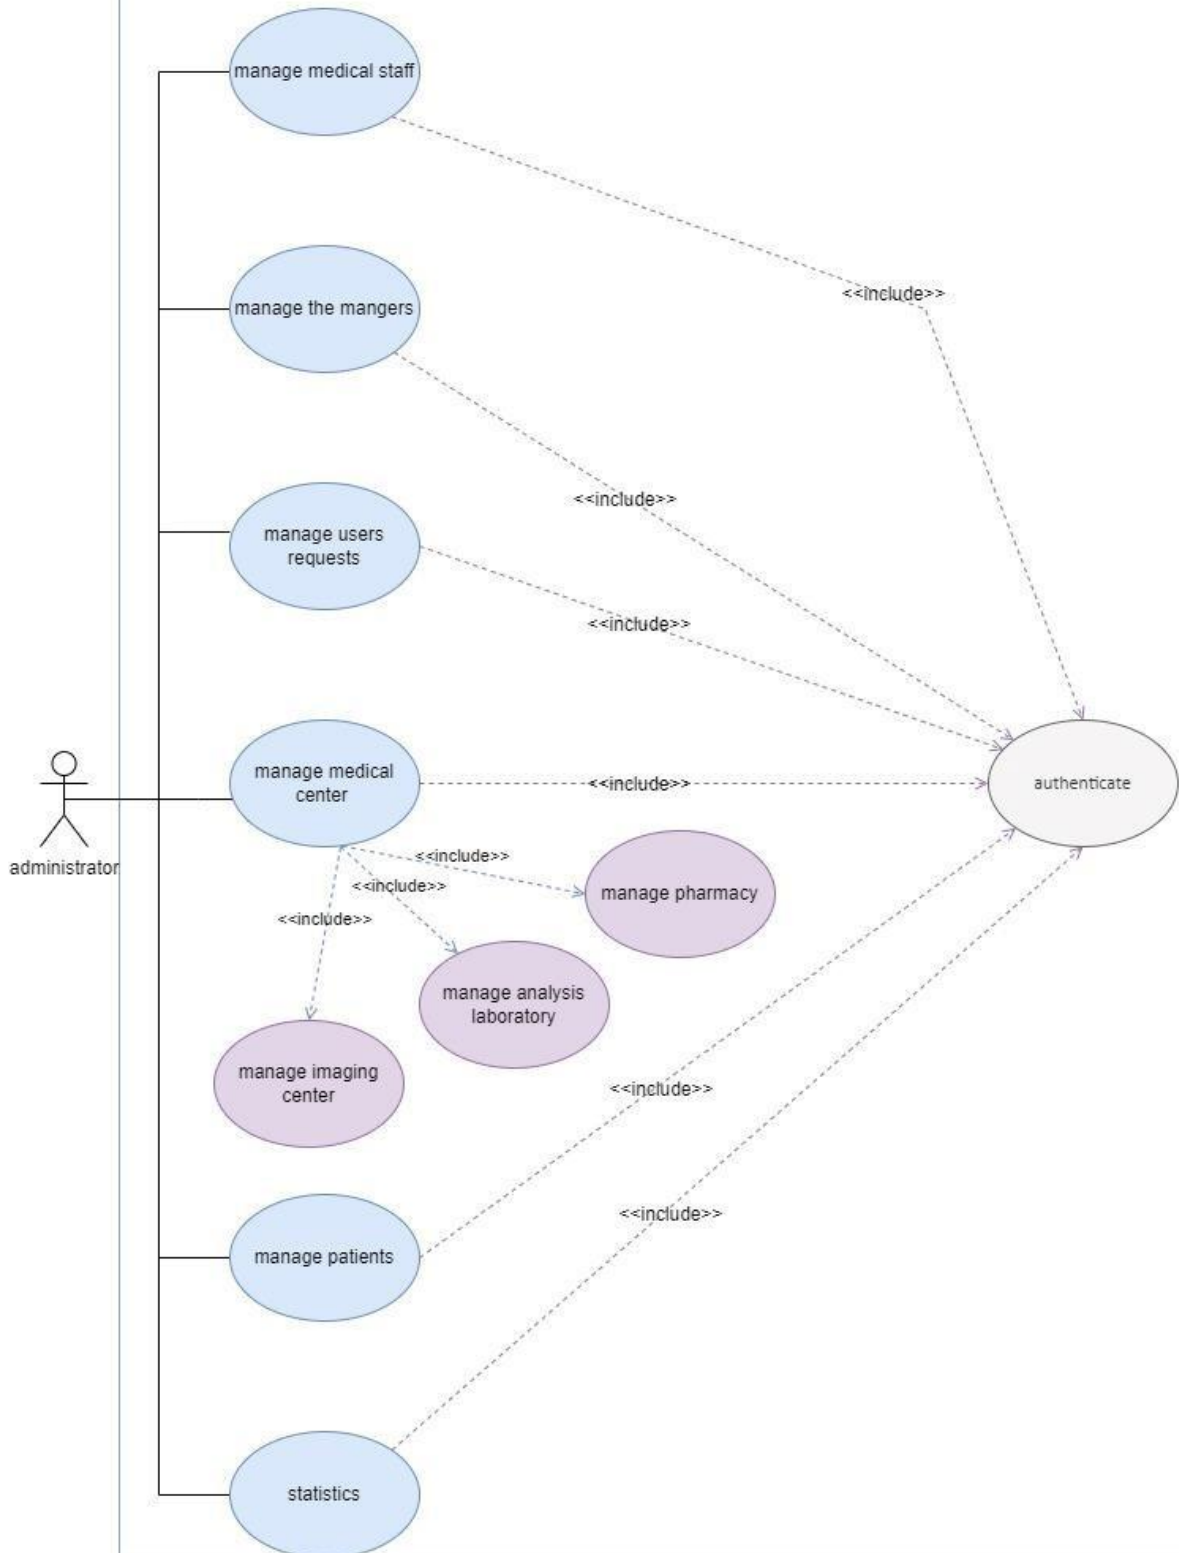 manage medical staff
<<include>>
manage the mangers
<<include>>
manage users
requests
<<include>>
manage medical
center
<<include>>
authenticate
administrator
<<include>>
<<include>>
<<include>>
manage pharmacy
manage analysis
laboratory
manage imaging
center
<<include>>
<<include>>
manage patients
statistics